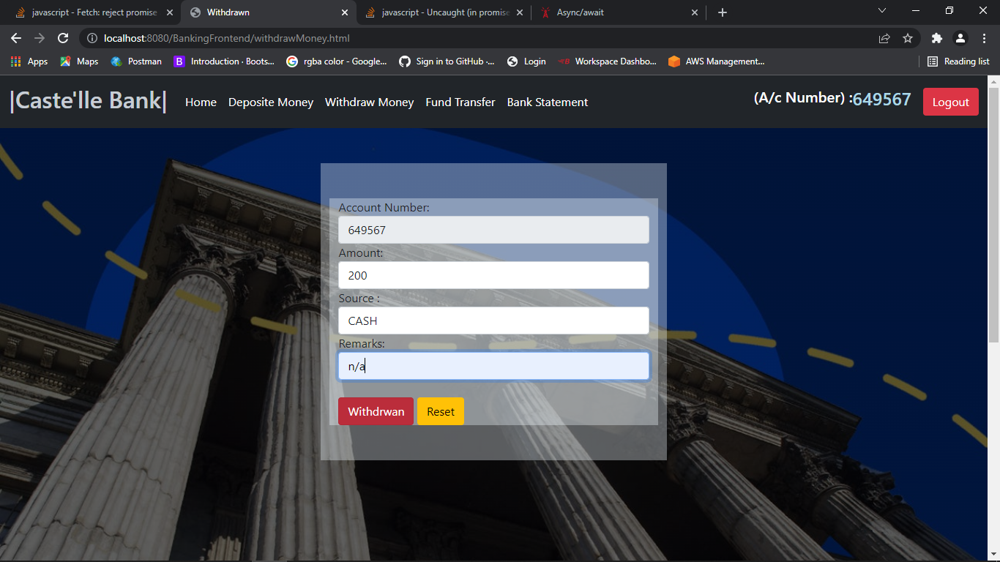 javascript - Fetch: reject promise
Withdrawn
javascript - Uncaught (in promise
Async/await
localhost:8080/BankingFrontend/withdrawMoney.html
Apps Maps Postman B Introduction · Boots... rgba color - Google... Sign in to GitHub ·... Login Workspace Dashbo... AWS Management... Reading list
|Caste'lle Bank| Home Deposite Money Withdraw Money Fund Transfer Bank Statement (A/c Number) :649567 Logout
Account Number:
649567
Amount:
200
Source :
CASH
Remarks:
n/a
Withdrwan Reset